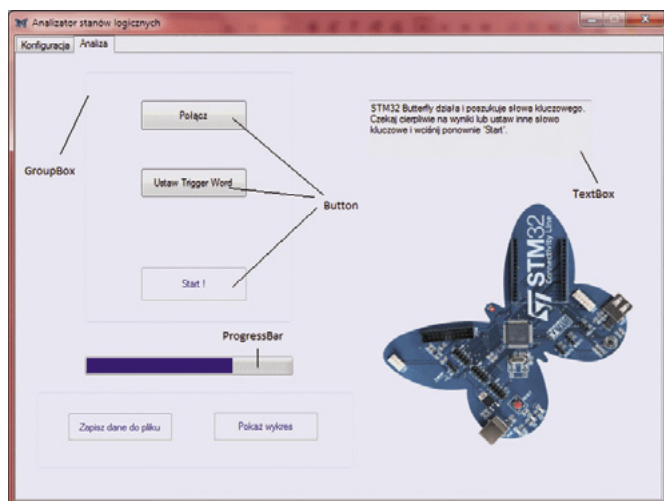 Analizator stanów logicznych
Konfiguracja
Analiza
Połącz
STM32 Butterfly działa i poszukuje słowa kluczowego.
Czekaj cierpliwie na wyniki lub ustaw inne słowo
kluczowe i wciśnij ponownie 'Start'.
GroupBox
Ustaw Trigger Word
TextBox
Button
STM32
Connectivity Line
Start !
ProgressBar
Zapisz dane do pliku
Pokaż wykres